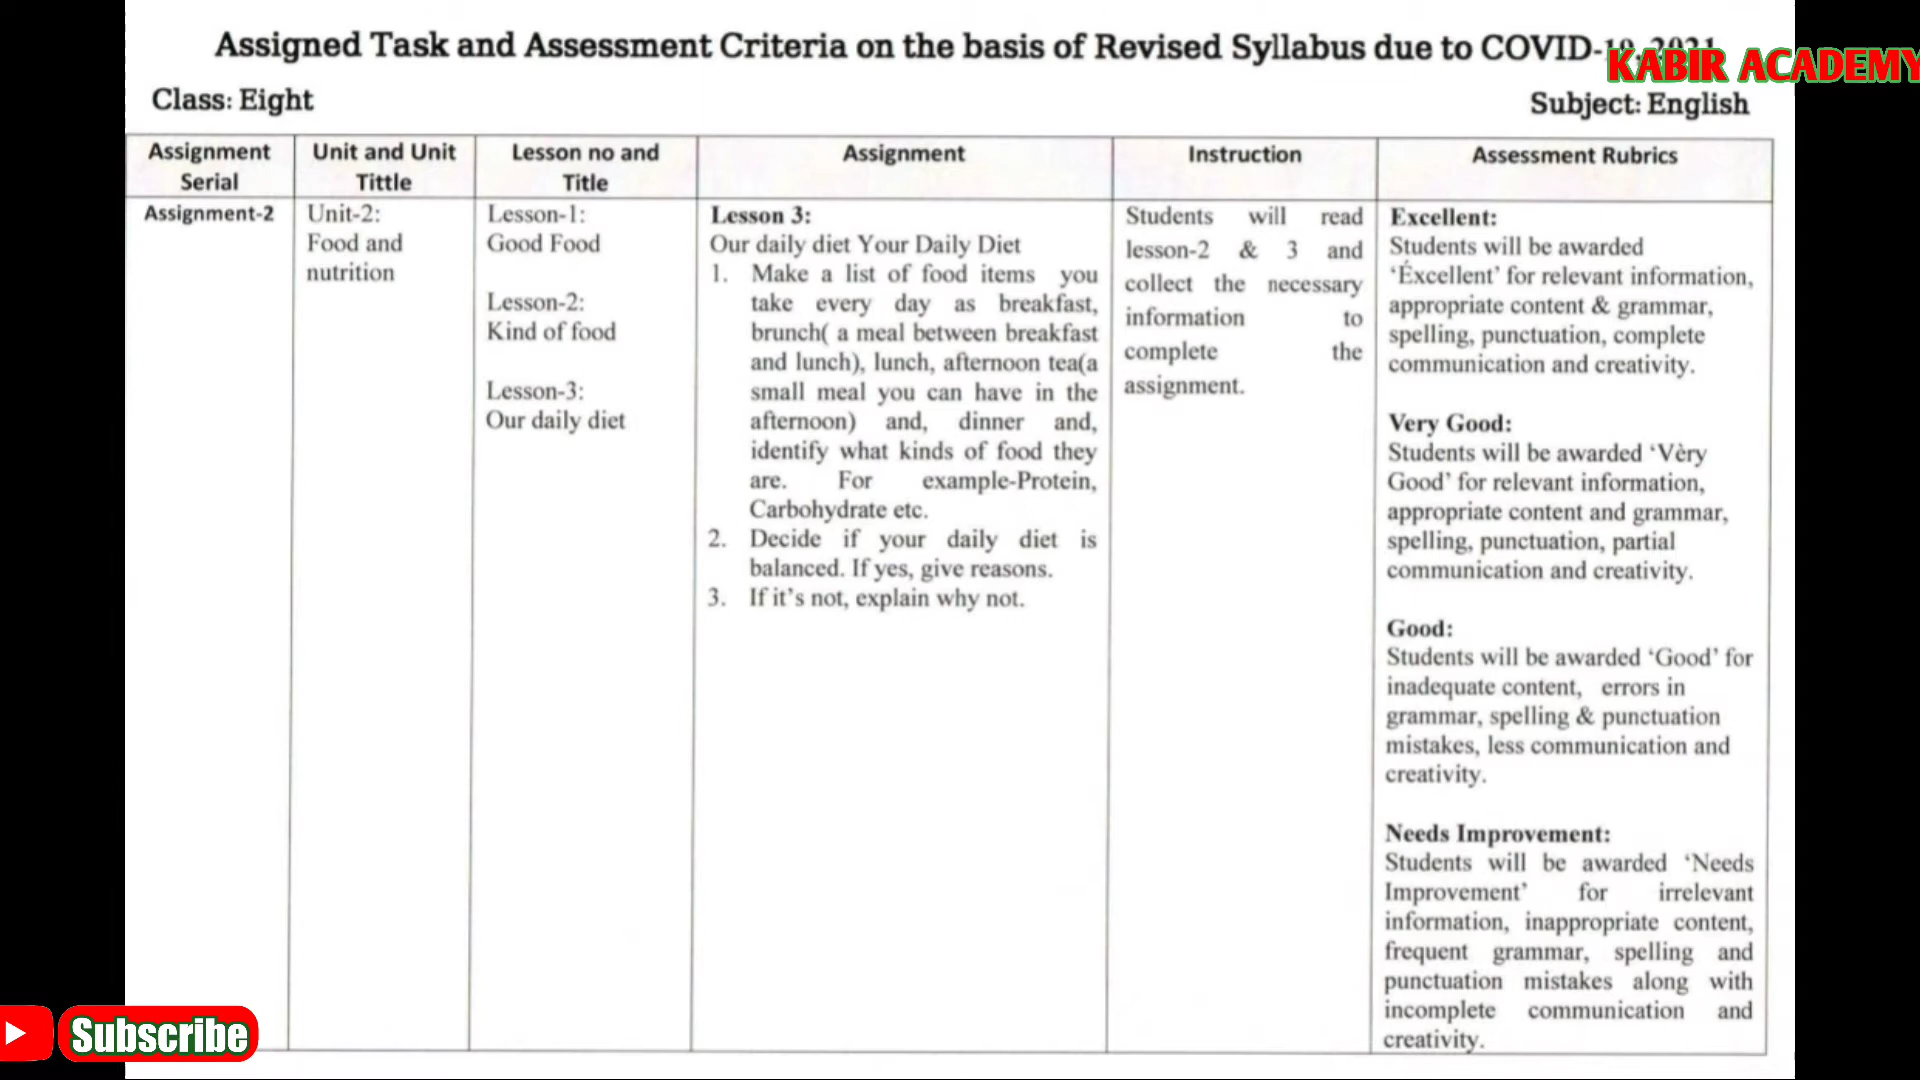 Assigned Task and Assessment Criteria on the basis of Revised Syllabus due to COVID-19, 2021
KABIR ACADEMY
Class: Eight
Subject: English
Assignment Serial
Unit and Unit Tittle
Lesson no and Title
Assignment
Instruction
Assessment Rubrics
Assignment-2
Unit-2:
Food and
nutrition
Lesson-1:
Good Food
Lesson-2:
Kind of food
Lesson-3:
Our daily diet
Lesson 3:
Our daily diet Your Daily Diet
1. Make a list of food items you
take every day as breakfast,
brunch( a meal between breakfast
and lunch), lunch, afternoon tea(a
small meal you can have in the
afternoon) and, dinner and,
identify what kinds of food they
are. For example-Protein,
Carbohydrate etc.
2. Decide if your daily diet is
balanced. If yes, give reasons.
3. If it's not, explain why not.
Students will read
lesson-2 & 3 and
collect the necessary
information to
complete the
assignment.
Excellent:
Students will be awarded
‘Éxcellent’ for relevant information,
appropriate content & grammar,
spelling, punctuation, complete
communication and creativity.
Very Good:
Students will be awarded ‘Vèry
Good’ for relevant information,
appropriate content and grammar,
spelling, punctuation, partial
communication and creativity.
Good:
Students will be awarded ‘Good’ for
inadequate content, errors in
grammar, spelling & punctuation
mistakes, less communication and
creativity.
Needs Improvement:
Students will be awarded ‘Needs
Improvement’ for irrelevant
information, inappropriate content,
frequent grammar, spelling and
punctuation mistakes along with
incomplete communication and
creativity.
Subscribe